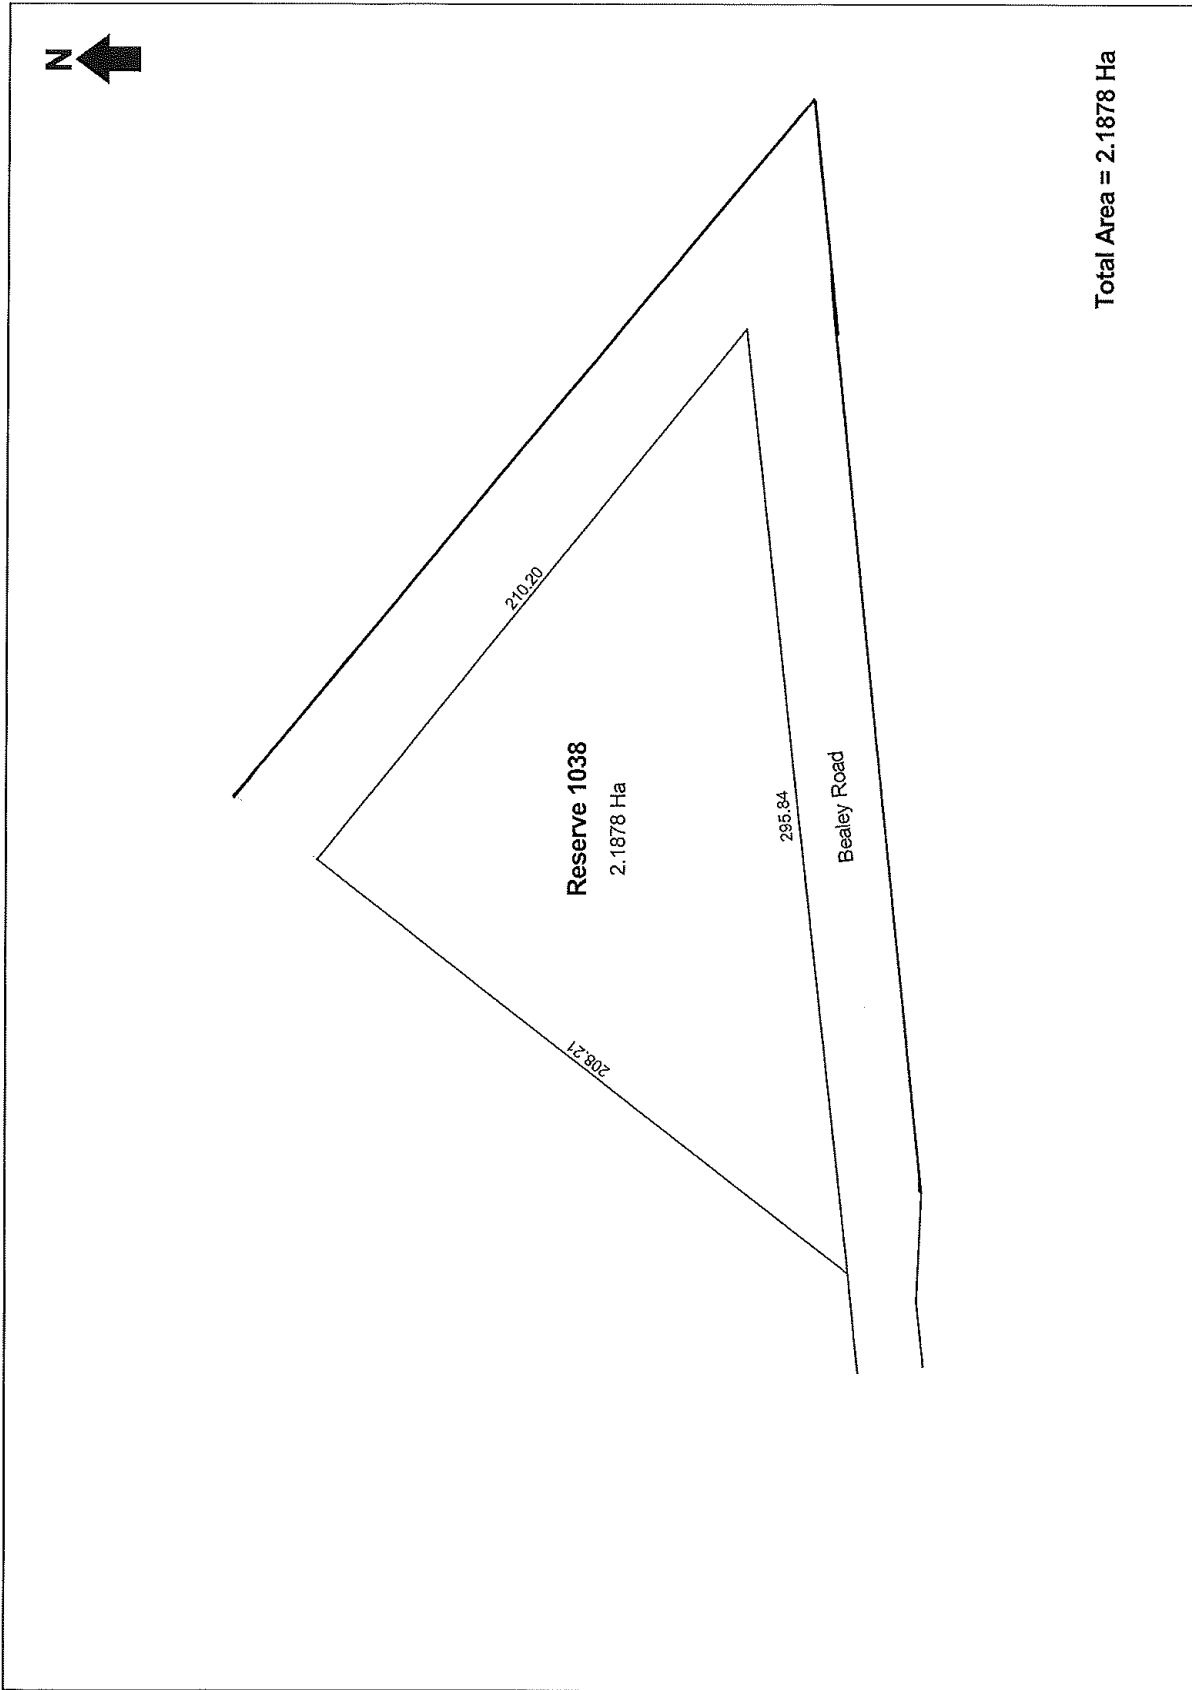 N
210.20
208.21
Reserve 1038
2.1878 Ha
295.84
Bealey Road
Total Area = 2.1878 Ha